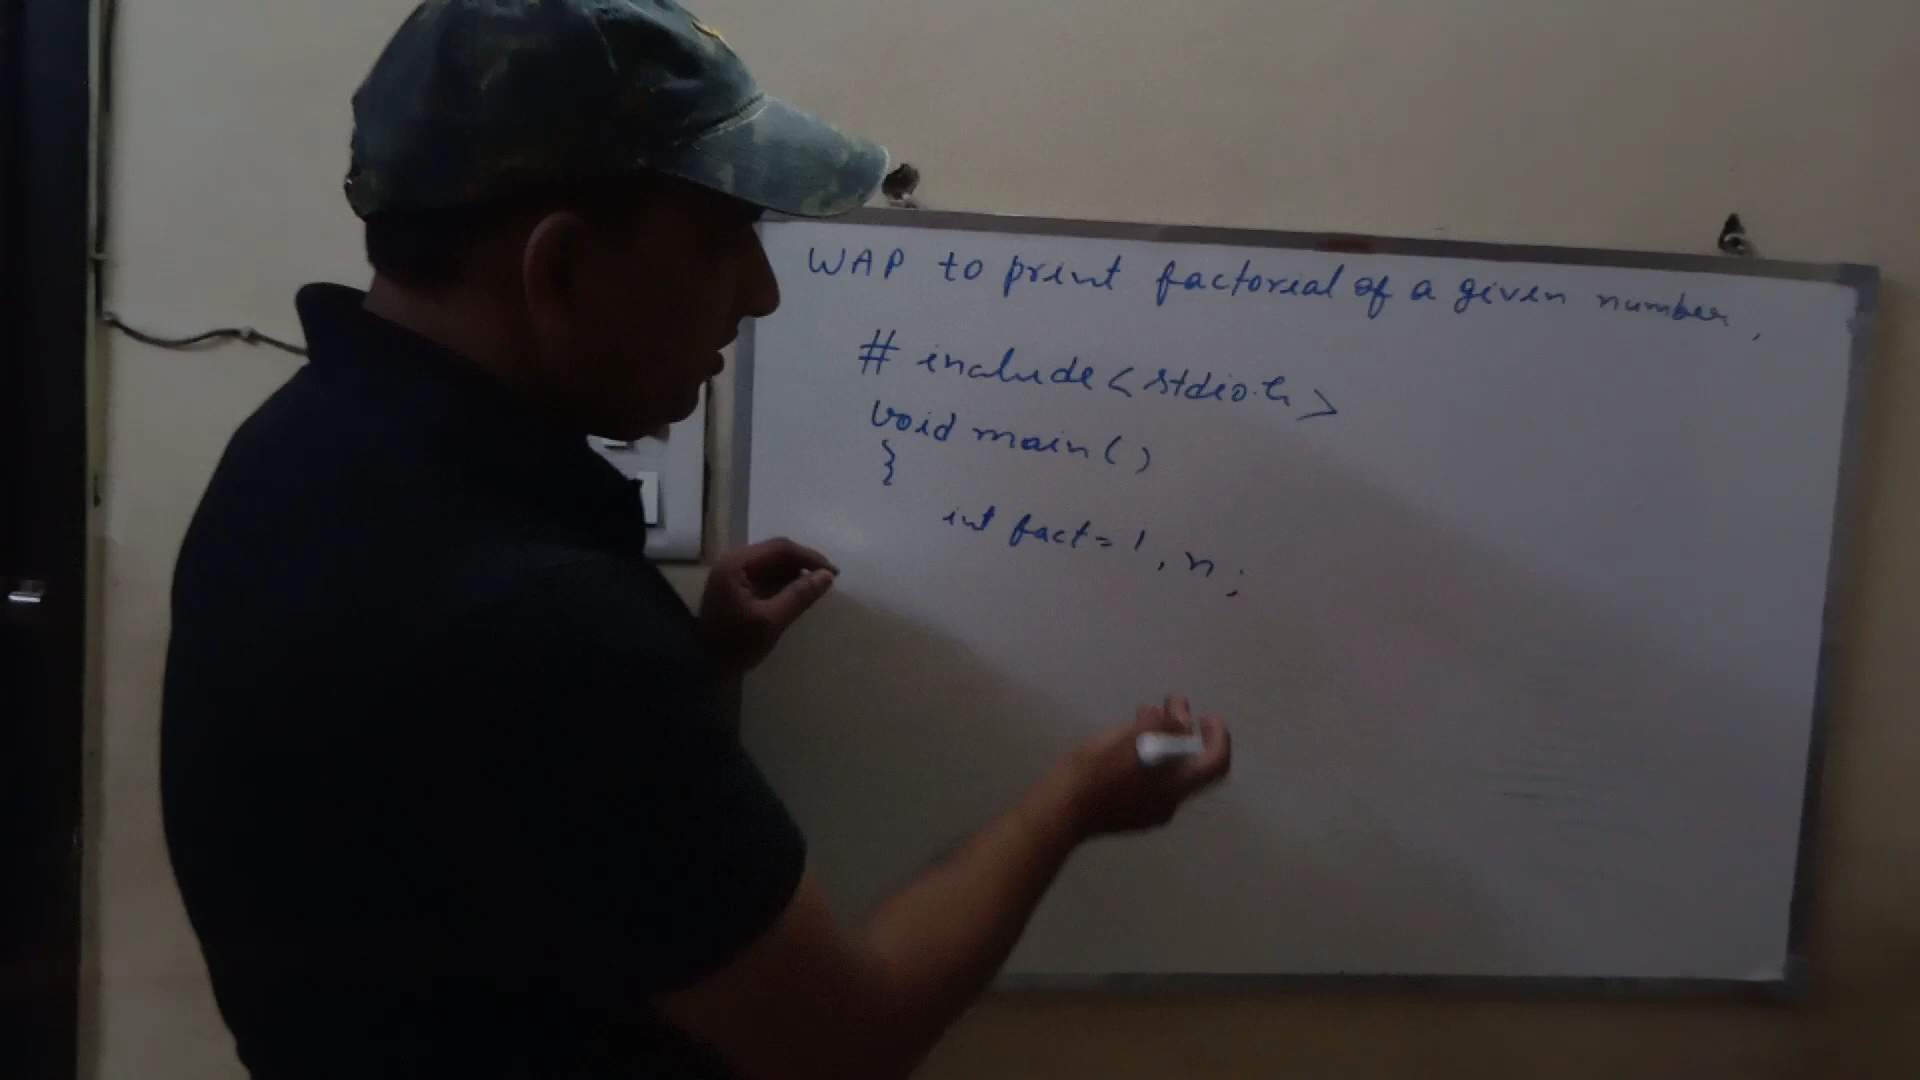 WAP to print factorial of a given number,
# include <stdio.h>
void main()
{
int fact=1, n;